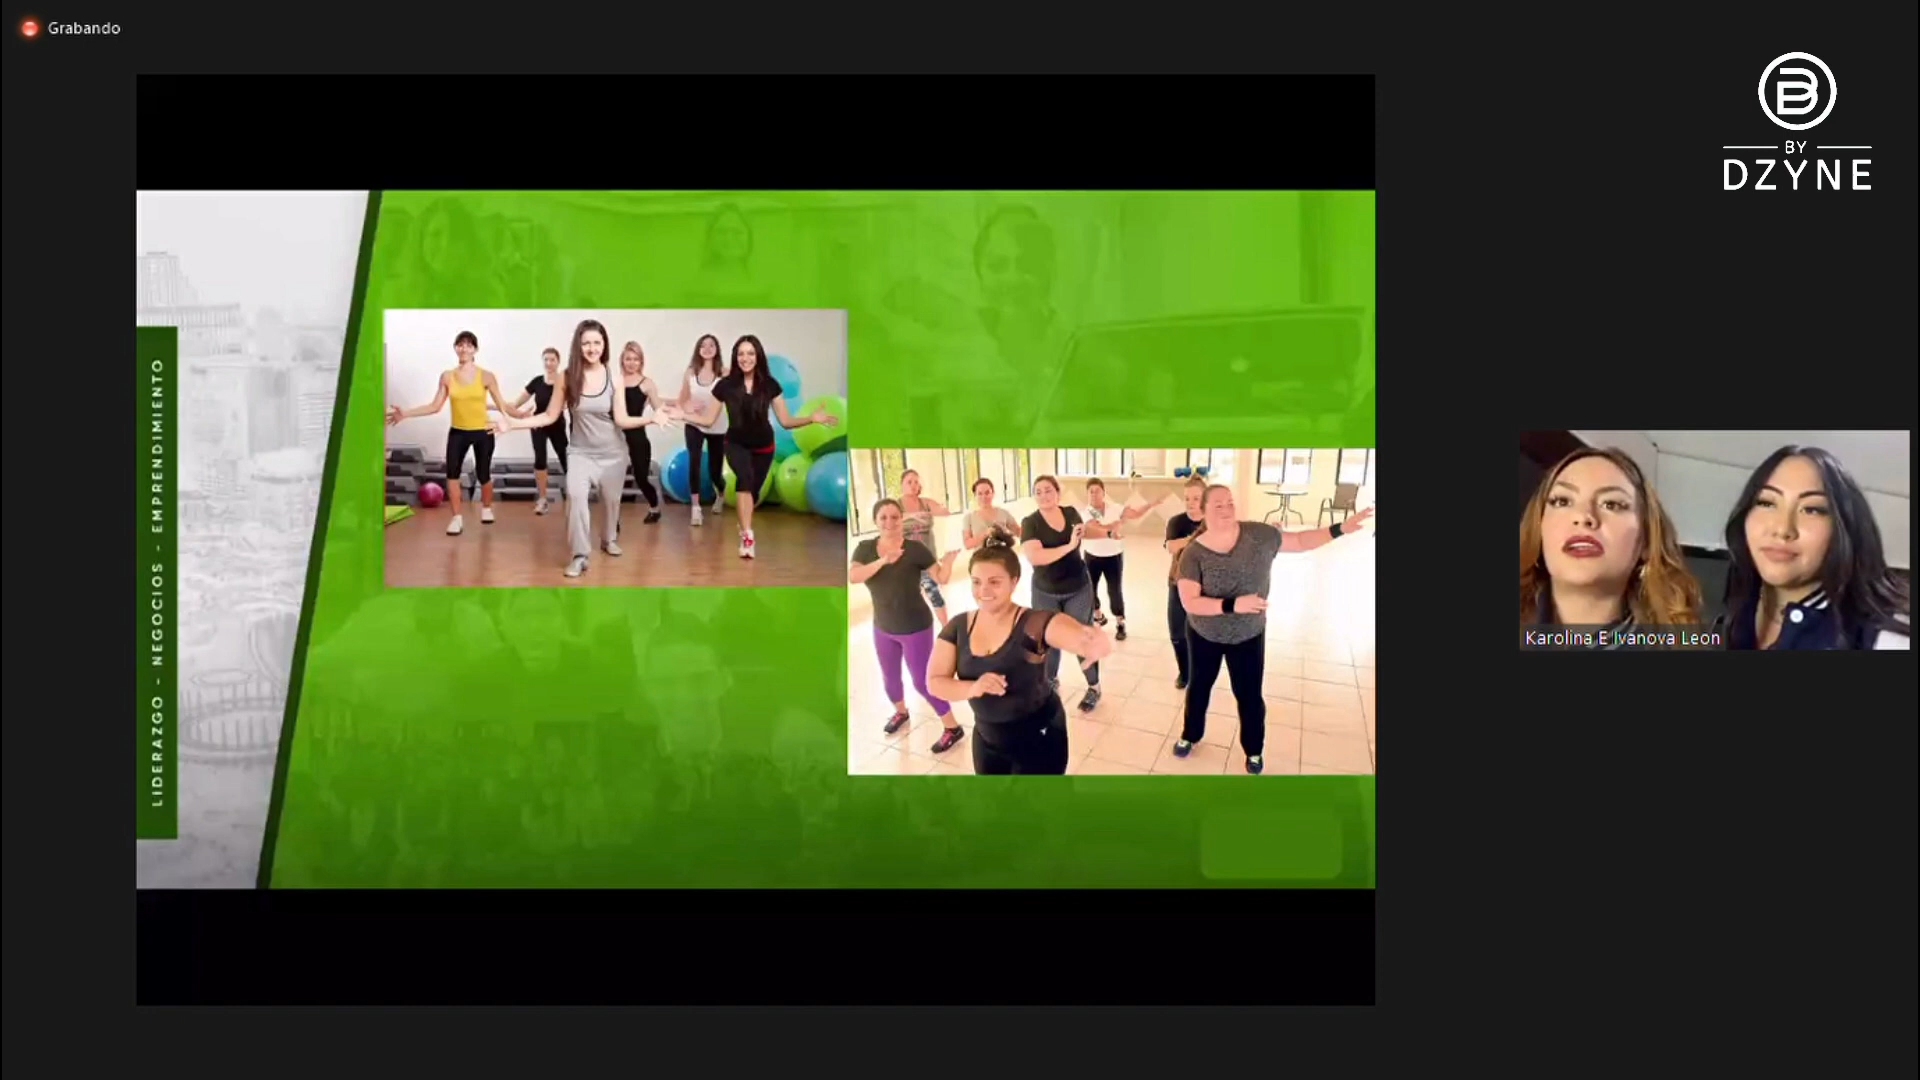 Grabando
B
BY
DZYNE
LIDERAZGO - NEGOCIOS - EMPRENDIMIENTO
Karolina E Ivanova Leon